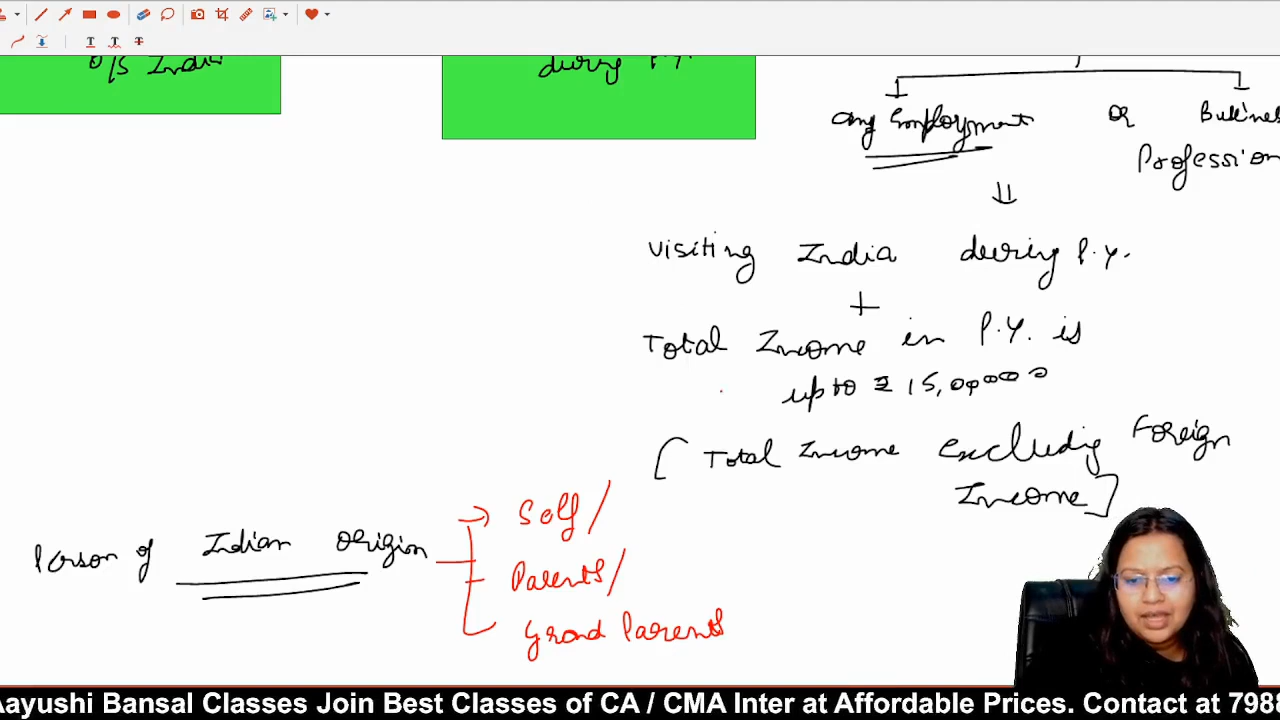 o/s India
during P.Y.
any Employment or Business
Profession
visiting India during P.Y.
+
Total Income in P.Y. is
upto ₹ 15,00,000
[Total Income excluding Foreign
Income]
Person of Indian origin
Self/
Parents/
Grand Parents
Aayushi Bansal Classes Join Best Classes of CA / CMA Inter at Affordable Prices. Contact at 7988